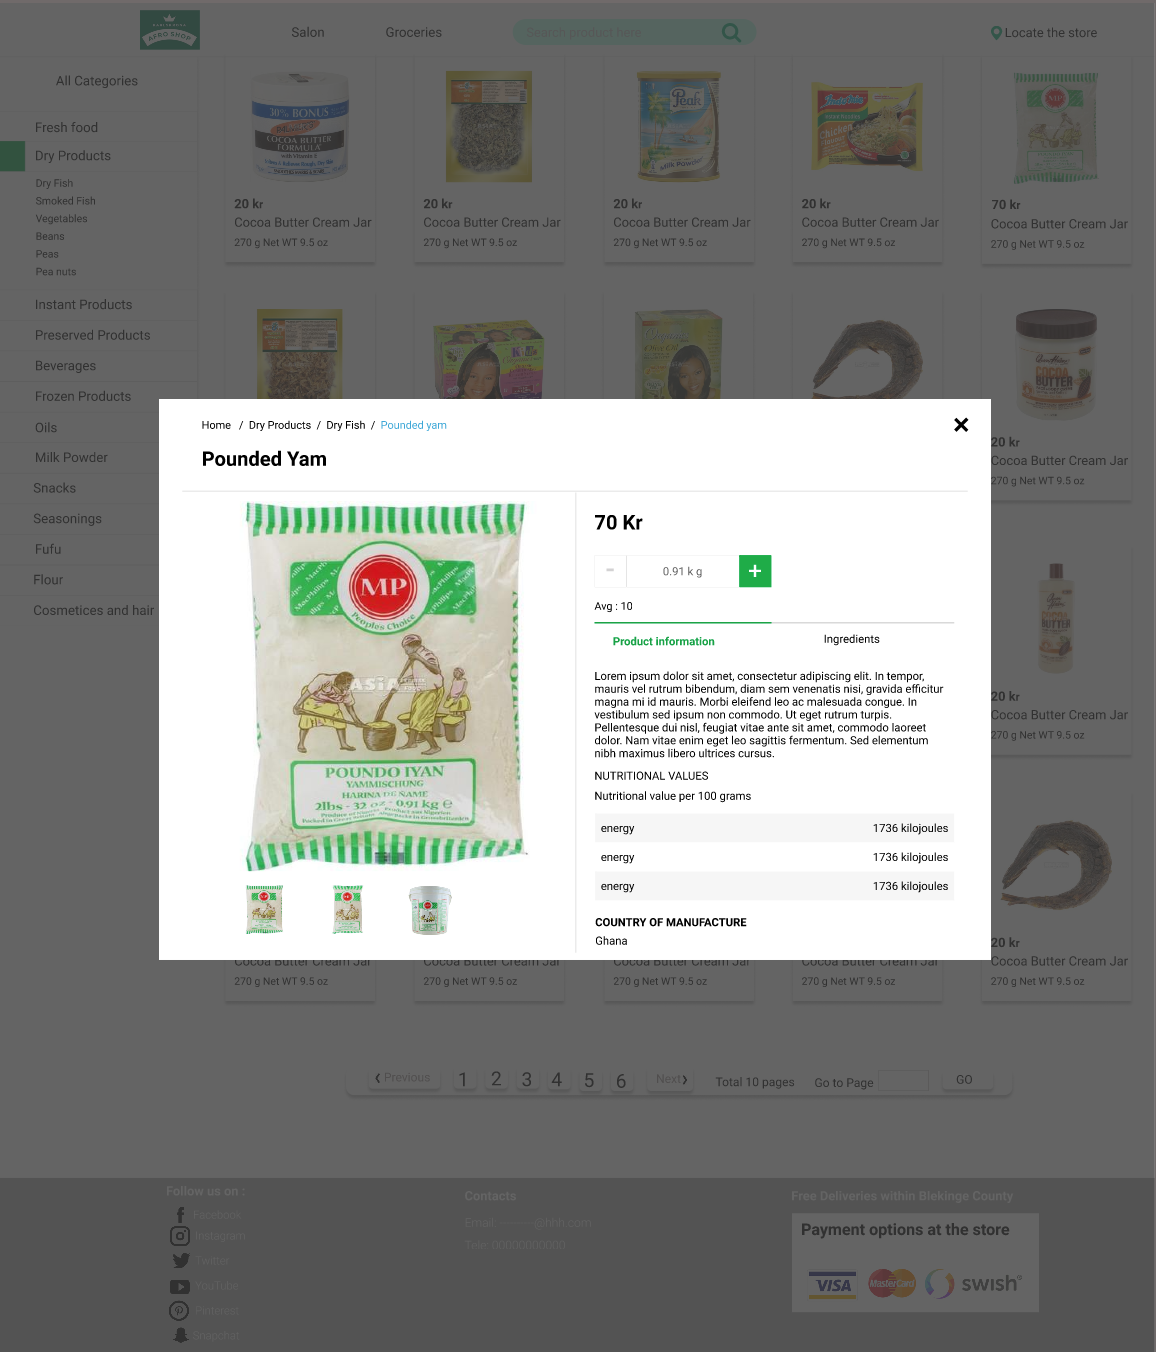 AFRO SHOP
Salon
Groceries
Search product here
Locate the store
All Categories
Fresh food
Dry Products
Dry Fish
Smoked Fish
Vegetables
Beans
Peas
Pea nuts
Instant Products
Preserved Products
Beverages
Frozen Products
Oils
Milk Powder
Snacks
Seasonings
Fufu
Flour
Cosmetices and hair
30% BONUS
COCOA BUTTER
FORMULA
with Vitamin E
Peak
Milk Powder
Indomie
Chicken
MP
20 kr
20 kr
20 kr
20 kr
70 kr
Cocoa Butter Cream Jar
Cocoa Butter Cream Jar
Cocoa Butter Cream Jar
Cocoa Butter Cream Jar
Cocoa Butter Cream Jar
270 g Net WT 9.5 oz
270 g Net WT 9.5 oz
270 g Net WT 9.5 oz
270 g Net WT 9.5 oz
270 g Net WT 9.5 oz
COCOA
BUTTER
20 kr
Cocoa Butter Cream Jar
270 g Net WT 9.5 oz
Home / Dry Products / Dry Fish / Pounded yam
Pounded Yam
MP
MacPhilips
Peoples Choice
ASIA
POUNDO IYAN
YAMMISCHUNG
HARINA DE ÑAME
2lbs - 32 oz - 0.91 kg e
70 Kr
-
0.91 k g
+
Avg : 10
Product information
Ingredients
Lorem ipsum dolor sit amet, consectetur adipiscing elit. In tempor,
mauris vel rutrum bibendum, diam sem venenatis nisi, gravida efficitur
magna mi id mauris. Morbi eleifend leo ac malesuada congue. In
vestibulum sed ipsum non commodo. Ut eget rutrum turpis.
Pellentesque dui nisl, feugiat vitae ante sit amet, commodo laoreet
dolor. Nam vitae enim eget leo sagittis fermentum. Sed elementum
nibh maximus libero ultrices cursus.
NUTRITIONAL VALUES
Nutritional value per 100 grams
energy 1736 kilojoules
energy 1736 kilojoules
energy 1736 kilojoules
COUNTRY OF MANUFACTURE
Ghana
20 kr
Cocoa Butter Cream Jar
270 g Net WT 9.5 oz
20 kr
Cocoa Butter Cream Jar
Cocoa Butter Cream Jar
Cocoa Butter Cream Jar
Cocoa Butter Cream Jar
Cocoa Butter Cream Jar
270 g Net WT 9.5 oz
270 g Net WT 9.5 oz
270 g Net WT 9.5 oz
270 g Net WT 9.5 oz
270 g Net WT 9.5 oz
Previous 1 2 3 4 5 6 Next Total 10 pages Go to Page GO
Follow us on :
Facebook
Instagram
Twitter
YouTube
Pinterest
Snapchat
Contacts
Email: ------@hhh.com
Tele: 00000000000
Free Deliveries within Blekinge County
Payment options at the store
VISA
MasterCard
swish